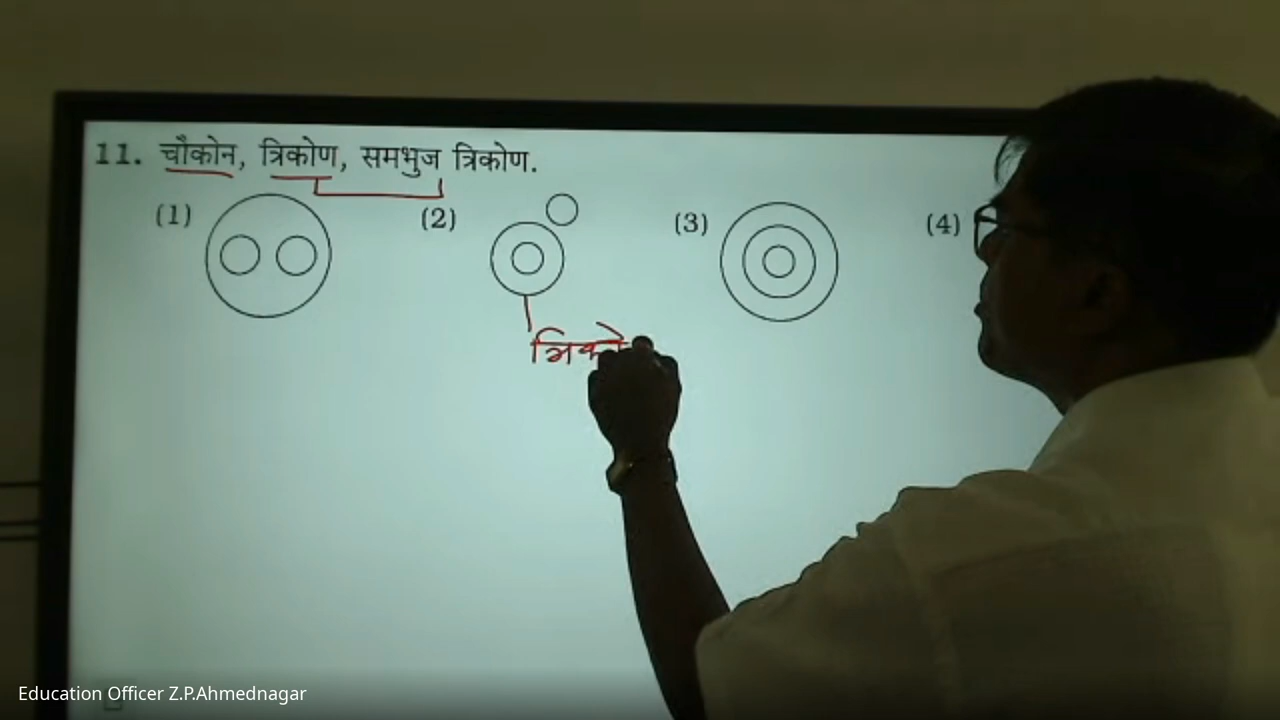 11. चौकोन, त्रिकोण, समभुज त्रिकोण.
(1) (2) (3) (4)
त्रिको
Education Officer Z.P.Ahmednagar